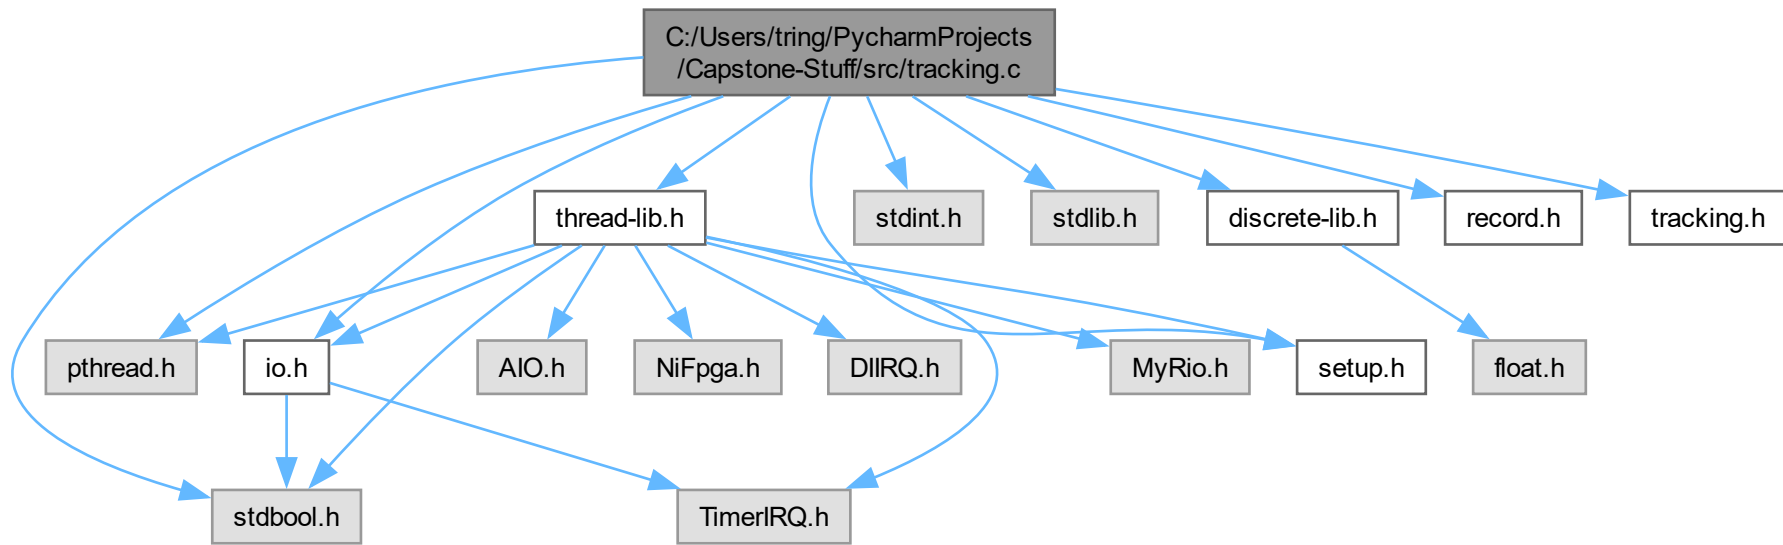 C:/Users/tring/PycharmProjects
/Capstone-Stuff/src/tracking.c
thread-lib.h
stdint.h
stdlib.h
discrete-lib.h
record.h
tracking.h
pthread.h
io.h
AIO.h
NiFpga.h
DIIRQ.h
MyRio.h
setup.h
float.h
stdbool.h
TimerIRQ.h